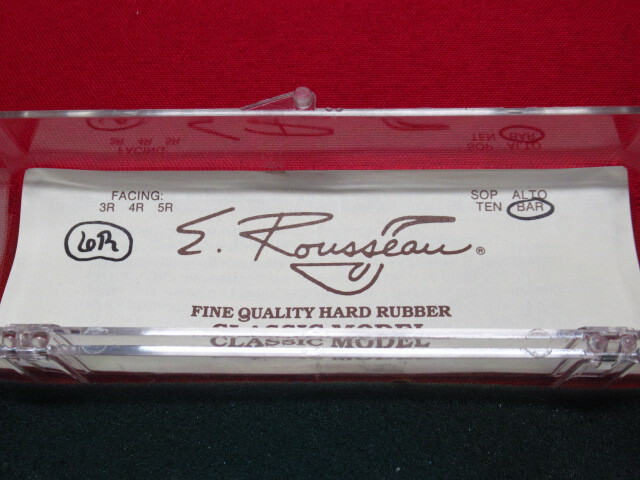 FACING:
3R 4R 5R
6R
E. Rousseau®
SOP ALTO
TEN BAR
FINE QUALITY HARD RUBBER
CLASSIC MODEL